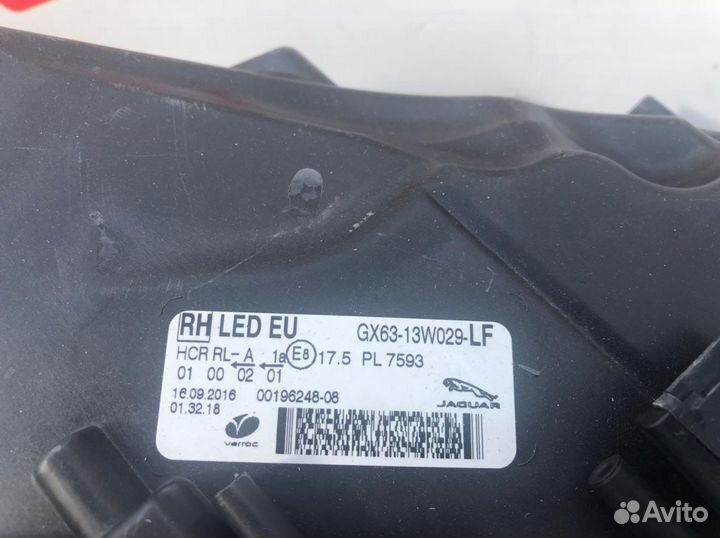 RH LED EU GX63-13W029-LF
HCR RL-A 1a E8 17.5 PL 7593
01 00 02 01
16.09.2016 00196248-08
01.32.18
varroc
JAGUAR
Avito